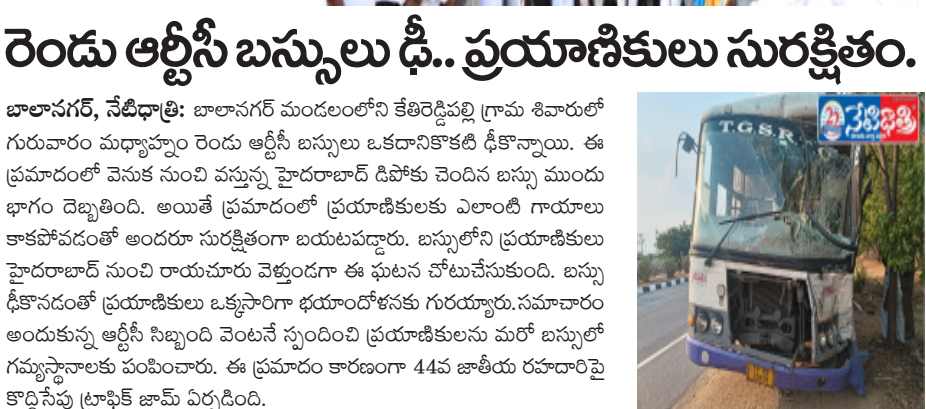 రెండు ఆర్టీసీ బస్సులు ఢీ.. ప్రయాణికులు సురక్షితం.
బాలానగర్, నేటిధాత్రి: బాలానగర్ మండలంలోని కేతిరెడ్డిపల్లి గ్రామ శివారులో
గురువారం మధ్యాహ్నం రెండు ఆర్టీసీ బస్సులు ఒకదానికొకటి ఢీకొన్నాయి. ఈ
ప్రమాదంలో వెనుక నుంచి వస్తున్న హైదరాబాద్ డిపోకు చెందిన బస్సు ముందు
భాగం దెబ్బతింది. అయితే ప్రమాదంలో ప్రయాణికులకు ఎలాంటి గాయాలు
కాకపోవడంతో అందరూ సురక్షితంగా బయటపడ్డారు. బస్సులోని ప్రయాణికులు
హైదరాబాద్ నుంచి రాయచూరు వెళ్తుండగా ఈ ఘటన చోటుచేసుకుంది. బస్సు
ఢీకొనడంతో ప్రయాణికులు ఒక్కసారిగా భయాందోళనకు గురయ్యారు.సమాచారం
అందుకున్న ఆర్టీసీ సిబ్బంది వెంటనే స్పందించి ప్రయాణికులను మరో బస్సులో
గమ్యస్థానాలకు పంపించారు. ఈ ప్రమాదం కారణంగా 44వ జాతీయ రహదారిపై
కొద్దిసేపు ట్రాఫిక్ జామ్ ఏర్పడింది.
T.G.S.R.
నేటిధాత్రి